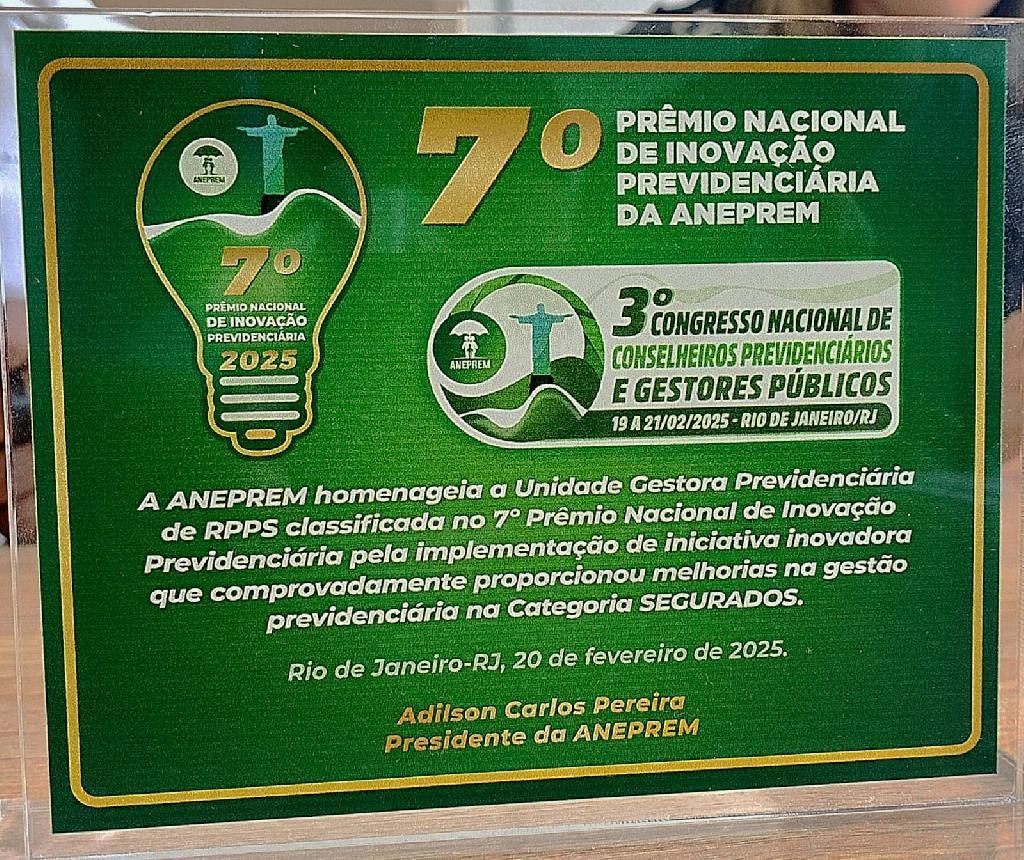 ANEPREM
7º
PRÊMIO NACIONAL
DE INOVAÇÃO
PREVIDENCIÁRIA
2025
7º
PRÊMIO NACIONAL
DE INOVAÇÃO
PREVIDENCIÁRIA
DA ANEPREM
ANEPREM
3º CONGRESSO NACIONAL DE
CONSELHEIROS PREVIDENCIÁRIOS
E GESTORES PÚBLICOS
19 A 21/02/2025 - RIO DE JANEIRO/RJ
A ANEPREM homenageia a Unidade Gestora Previdenciária
de RPPS classificada no 7º Prêmio Nacional de Inovação
Previdenciária pela implementação de iniciativa inovadora
que comprovadamente proporcionou melhorias na gestão
previdenciária na Categoria SEGURADOS.
Rio de Janeiro-RJ, 20 de fevereiro de 2025.
Adilson Carlos Pereira
Presidente da ANEPREM